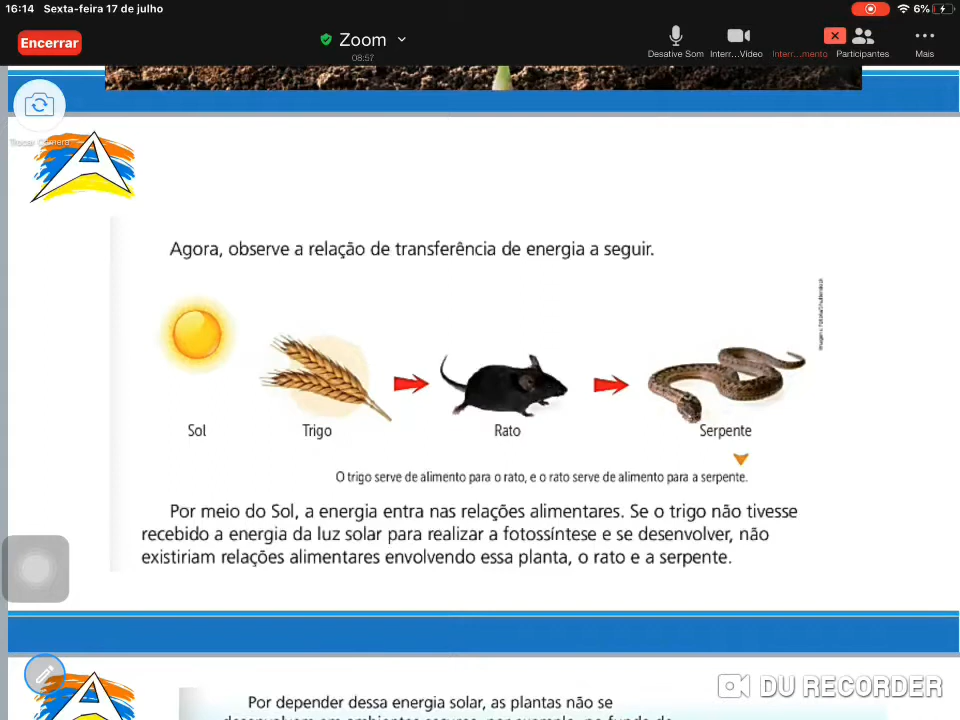 16:14 Sexta-feira 17 de julho
6%
Encerrar
Zoom
08:57
Desative Som
Interr...Vídeo
Interr...mento
Participantes
Mais
Trocar Câmera
Agora, observe a relação de transferência de energia a seguir.
Sol
Trigo
Rato
Serpente
O trigo serve de alimento para o rato, e o rato serve de alimento para a serpente.
Por meio do Sol, a energia entra nas relações alimentares. Se o trigo não tivesse
recebido a energia da luz solar para realizar a fotossíntese e se desenvolver, não
existiriam relações alimentares envolvendo essa planta, o rato e a serpente.
DU RECORDER
Por depender dessa energia solar, as plantas não se